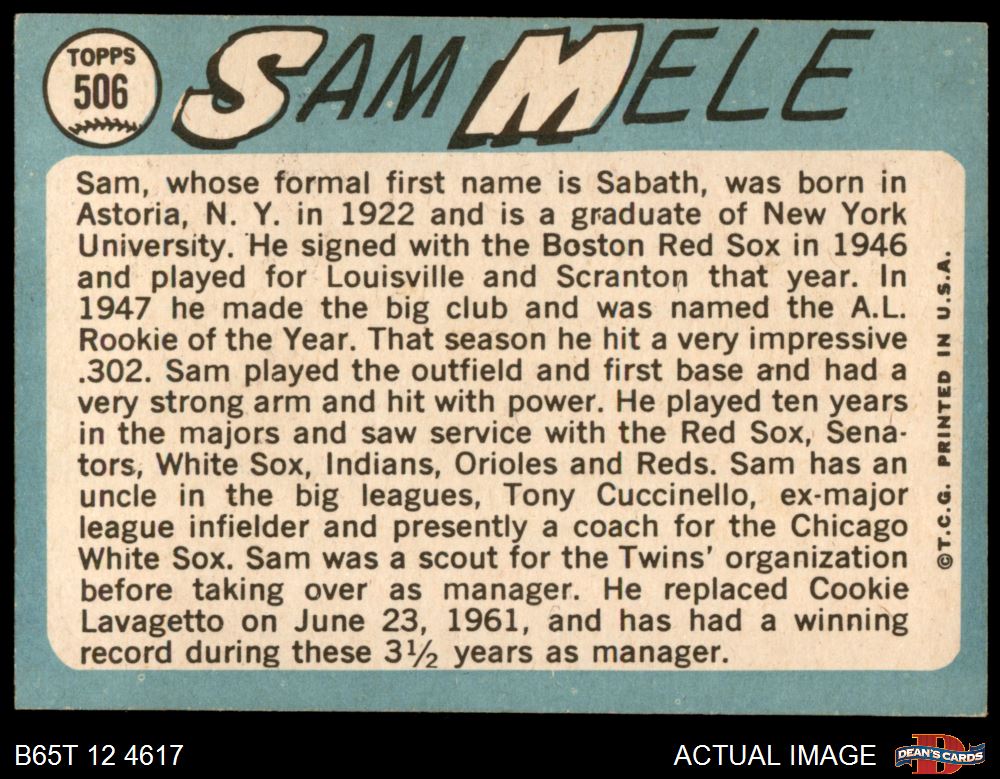 TOPPS
506
SAM MELE
Sam, whose formal first name is Sabath, was born in
Astoria, N. Y. in 1922 and is a graduate of New York
University. He signed with the Boston Red Sox in 1946
and played for Louisville and Scranton that year. In
1947 he made the big club and was named the A.L.
Rookie of the Year. That season he hit a very impressive
.302. Sam played the outfield and first base and had a
very strong arm and hit with power. He played ten years
in the majors and saw service with the Red Sox, Sena-
tors, White Sox, Indians, Orioles and Reds. Sam has an
uncle in the big leagues, Tony Cuccinello, ex-major
league infielder and presently a coach for the Chicago
White Sox. Sam was a scout for the Twins' organization
before taking over as manager. He replaced Cookie
Lavagetto on June 23, 1961, and has had a winning
record during these 3½ years as manager.
©T.C.G. PRINTED IN U.S.A.
B65T 12 4617
ACTUAL IMAGE
D
DEAN'S CARDS